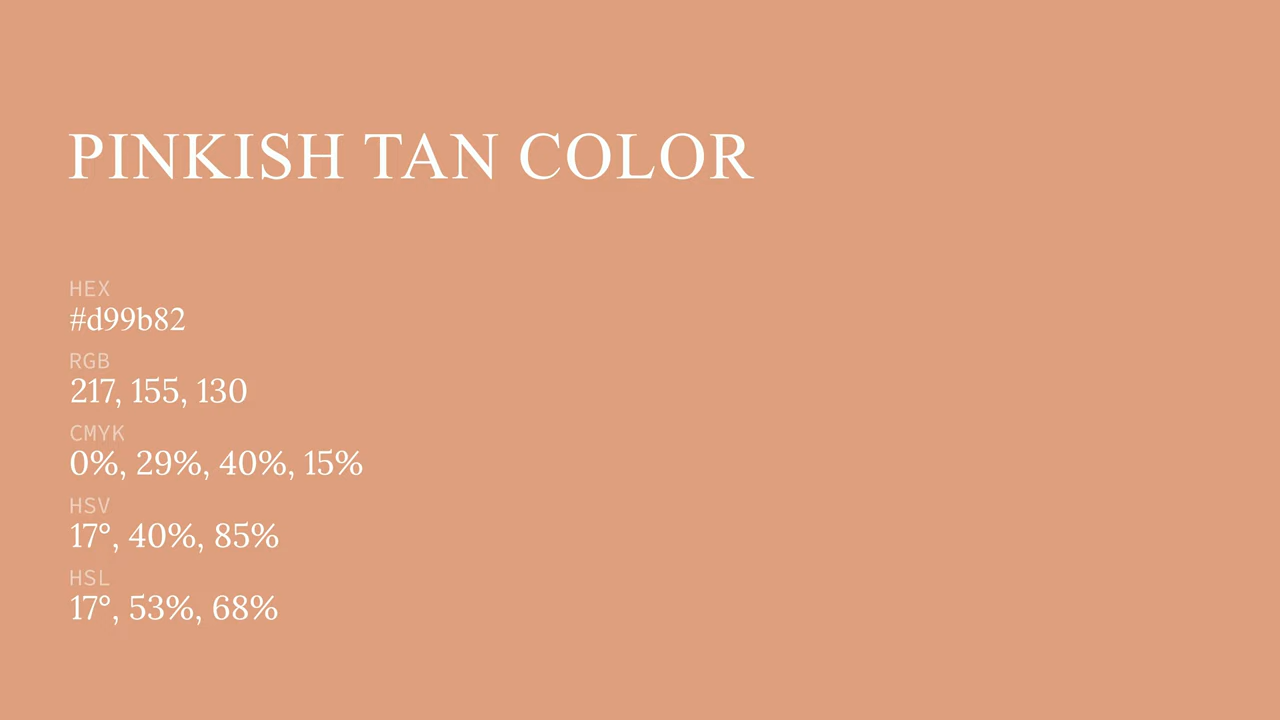 PINKISH TAN COLOR
HEX
#d99b82
RGB
217, 155, 130
CMYK
0%, 29%, 40%, 15%
HSV
17°, 40%, 85%
HSL
17°, 53%, 68%